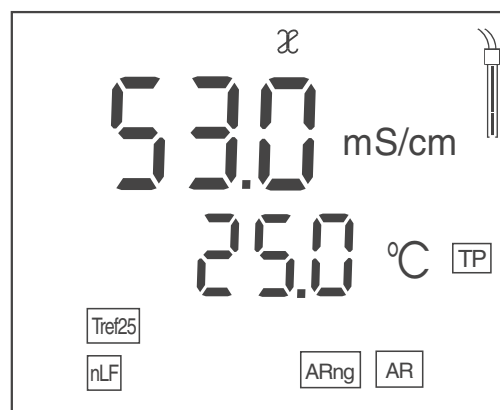 ϰ
53.0 mS/cm
25.0 °C TP
Tref25
nLF ARng AR